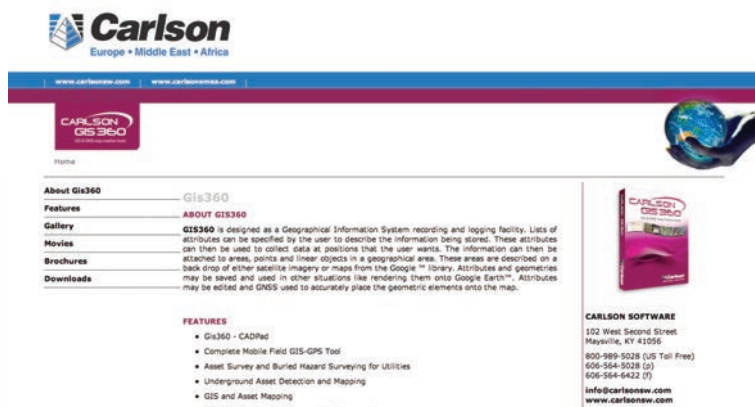 Carlson
Europe • Middle East • Africa
www.carlsonsw.com | www.carlsonemea.com |
CARLSON
GIS 360
Home
About Gis360
Features
Gallery
Movies
Brochures
Downloads
Gis360
ABOUT GIS360
GIS360 is designed as a Geographical Information System recording and logging facility. Lists of
attributes can be specified by the user to describe the information being stored. These attributes
can then be used to collect data at positions that the user wants. The information can then be
attached to areas, points and linear objects in a geographical area. These areas are described on a
back drop of either satellite imagery or maps from the Google ™ library. Attributes and geometries
may be saved and used in other situations like rendering them onto Google Earth™. Attributes
may be edited and GNSS used to accurately place the geometric elements onto the map.
FEATURES
• Gis360 - CADPad
• Complete Mobile Field GIS-GPS Tool
• Asset Survey and Buried Hazard Surveying for Utilities
• Underground Asset Detection and Mapping
• GIS and Asset Mapping
CARLSON
GIS 360
Carlson
CARLSON SOFTWARE
102 West Second Street
Maysville, KY 41056
800-989-5028 (US Toll Free)
606-564-5028 (p)
606-564-6422 (f)
info@carlsonsw.com
www.carlsonsw.com